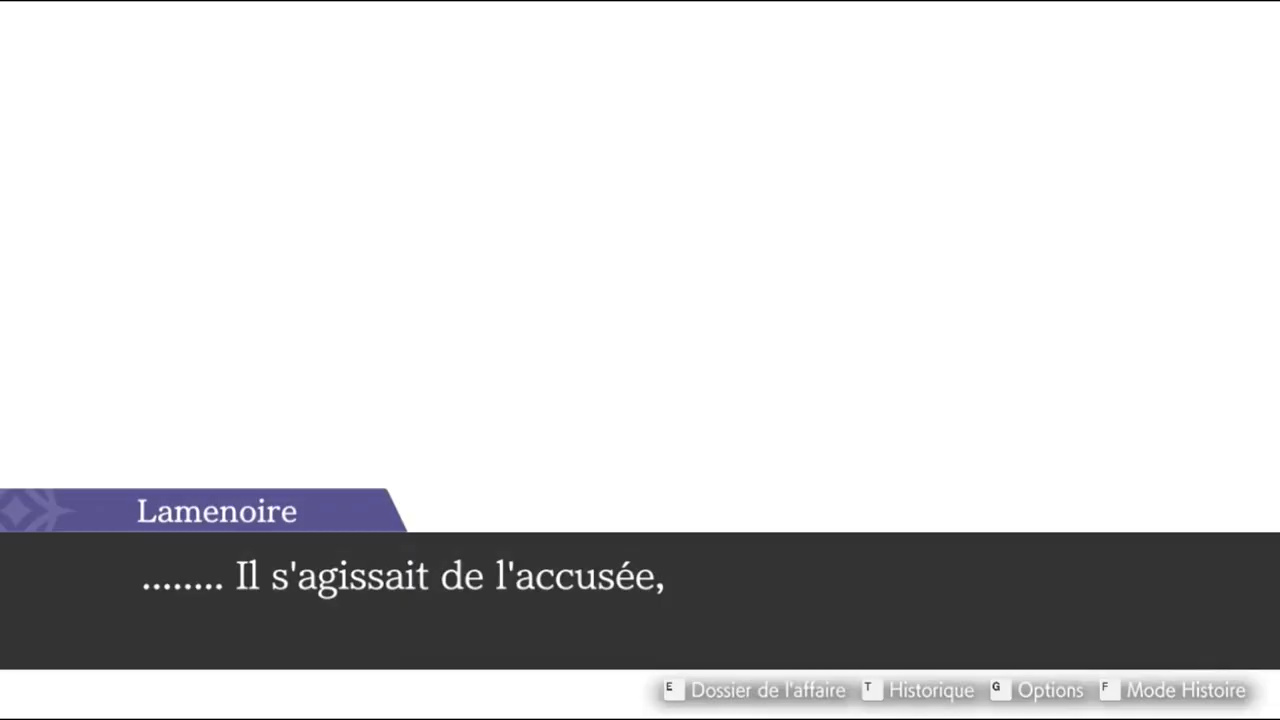 Lamenoire
........ Il s'agissait de l'accusée,
E Dossier de l'affaire T Historique G Options F Mode Histoire